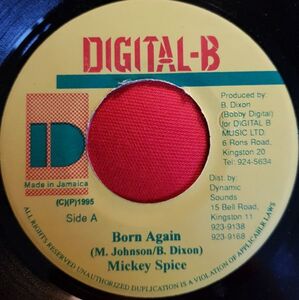 DIGITAL-B
Produced by:
B. Dixon
(Bobby Digital)
for DIGITAL B
MUSIC LTD.
6 Rons Road,
Kingston 20
Tel: 924-5634
D
Made in Jamaica
(C)(P)1995
Side A
Dist. by:
Dynamic
Sounds
15 Bell Road,
Kingston 11
923-9138
923-9168
Born Again
(M. Johnson/B. Dixon)
Mickey Spice
ALL RIGHTS RESERVED UNAUTHORIZED DUPLICATION IS A VIOLATION OF APPLICABLE LAWS